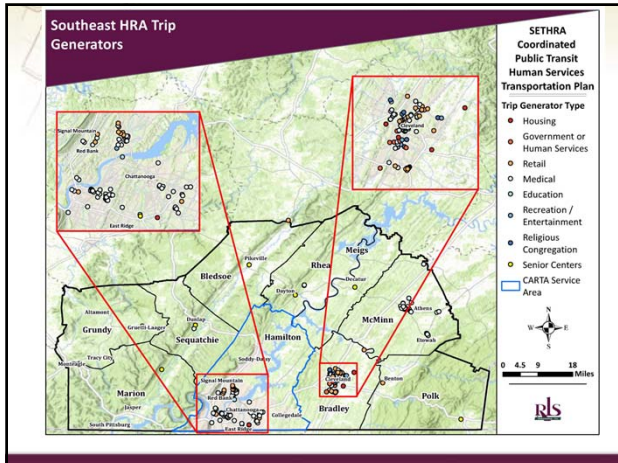 Southeast HRA Trip
Generators
SETHRA
Coordinated
Public Transit
Human Services
Transportation Plan
Trip Generator Type
Housing
Government or
Human Services
Retail
Medical
Education
Recreation /
Entertainment
Religious
Congregation
Senior Centers
CARTA Service
Area
N
W
E
S
0 4.5 9 18
Miles
RLS
Signal Mountain
Red Bank
Chattanooga
East Ridge
Cleveland
Bledsoe
Pikeville
Rhea
Meigs
Dayton
Decatur
McMinn
Athens
Etowah
Grundy
Altamont
Gruetli-Laager
Dunlap
Sequatchie
Hamilton
Soddy-Daisy
Tracy City
Monteagle
Marion
Jasper
South Pittsburg
Signal Mountain
Red Bank
Chattanooga
East Ridge
Collegedale
Cleveland
Bradley
Benton
Polk